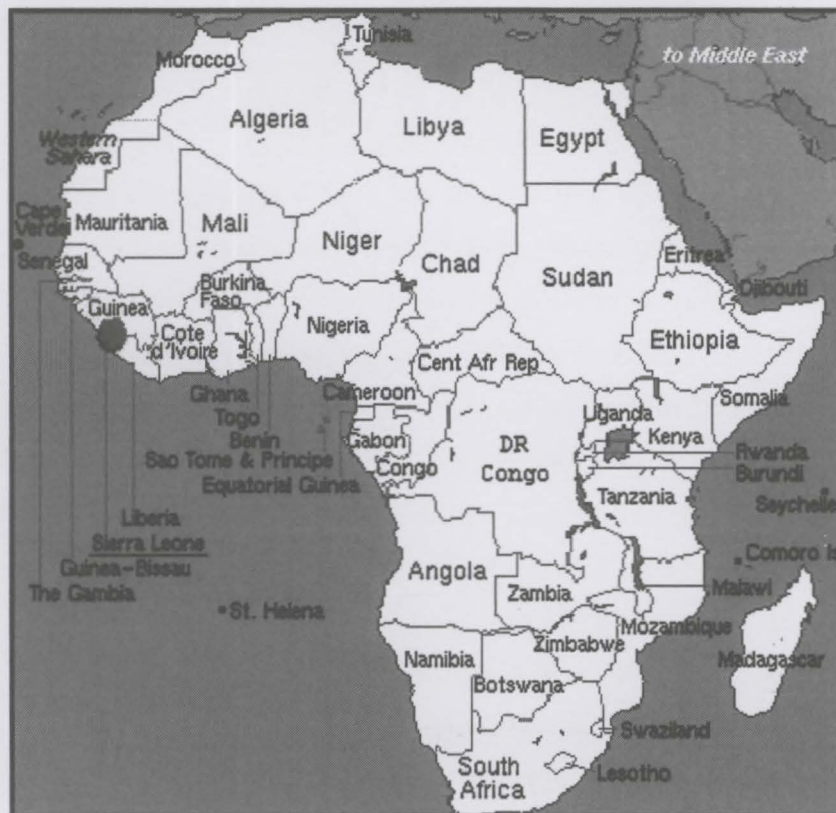 Tunisia
to Middle East
Morocco
Algeria
Libya
Egypt
Western
Sahara
Cape
Verde
Mauritania
Mali
Niger
Chad
Sudan
Eritrea
Senegal
Djibouti
Burkina
Faso
Guinea
Nigeria
Ethiopia
Cote
d'Ivoire
Cent Afr Rep
Ghana
Cameroon
Somalia
Togo
Uganda
Benin
Gabon
DR
Congo
Kenya
Sao Tome & Principe
Congo
Rwanda
Equatorial Guinea
Burundi
Tanzania
Seychelle
Liberia
Sierra Leone
Guinea-Bissau
Comoro Is
The Gambia
Angola
Zambia
Malawi
St. Helena
Mozambique
Zimbabwe
Namibia
Madagascar
Botswana
Swaziland
South
Africa
Lesotho